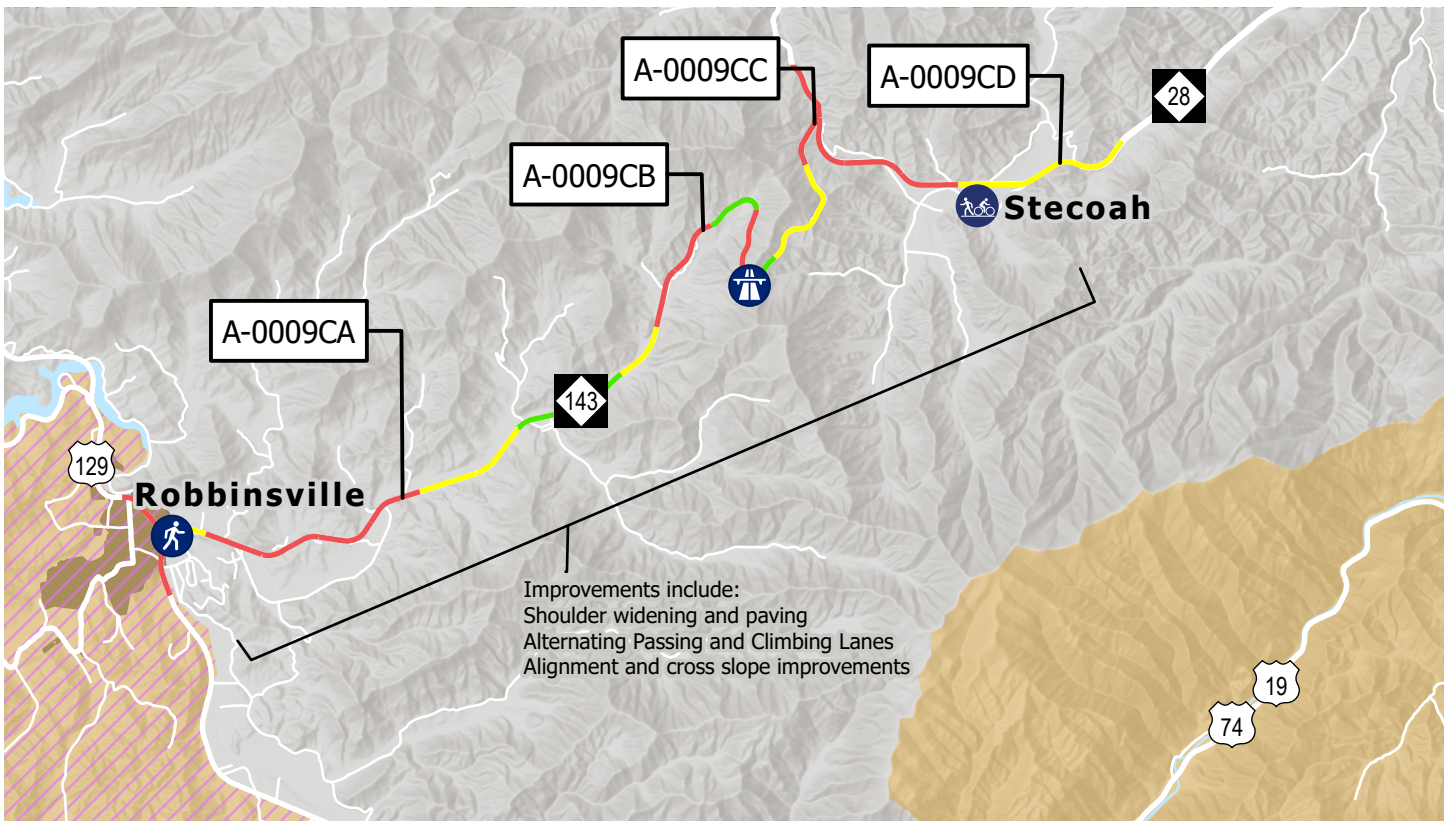 A-0009CC
A-0009CD
28
A-0009CB
Stecoah
A-0009CA
143
129
Robbinsville
Improvements include:
Shoulder widening and paving
Alternating Passing and Climbing Lanes
Alignment and cross slope improvements
19
74